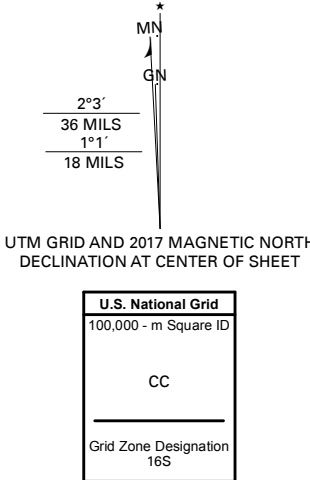 ★
MN
GN
2°3´
36 MILS
1°1´
18 MILS
UTM GRID AND 2017 MAGNETIC NORTH
DECLINATION AT CENTER OF SHEET
U.S. National Grid
100,000 - m Square ID
CC
Grid Zone Designation
16S